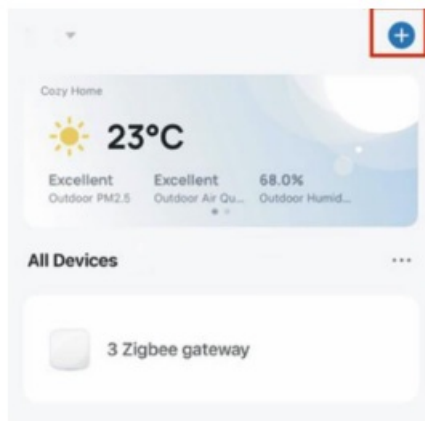 Cozy Home
23°C
Excellent Excellent 68.0%
Outdoor PM2.5 Outdoor Air Qu... Outdoor Humid...
All Devices
3 Zigbee gateway